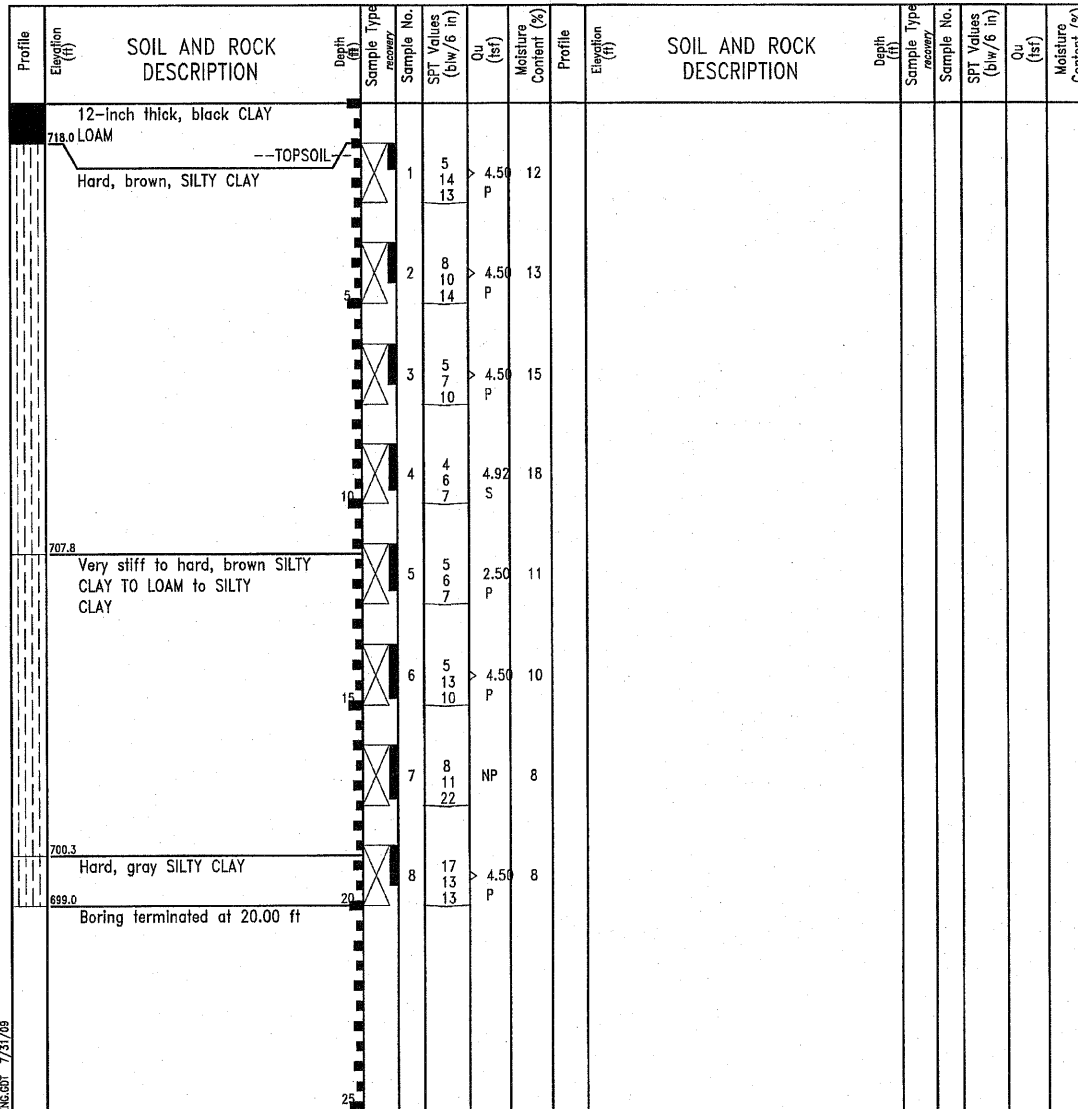 Profile
Elevation
(ft)
SOIL AND ROCK
DESCRIPTION
Depth
(ft)
Sample Type
recovery
Sample No.
SPT Values
(blw/6 in)
Qu
(tsf)
Moisture
Content (%)
Profile
Elevation
(ft)
SOIL AND ROCK
DESCRIPTION
Depth
(ft)
Sample Type
recovery
Sample No.
SPT Values
(blw/6 in)
Qu
(tsf)
Moisture
Content (%)
12-inch thick, black CLAY
718.0 LOAM
--TOPSOIL--
Hard, brown, SILTY CLAY
1
5
14
13
> 4.50
P
12
2
8
10
14
> 4.50
P
13
5
3
5
7
10
> 4.50
P
15
4
4
6
7
4.92
S
18
10
707.8
Very stiff to hard, brown SILTY
CLAY TO LOAM to SILTY
CLAY
5
5
6
7
2.50
P
11
6
5
13
10
> 4.50
P
10
15
7
8
11
22
NP
8
700.3
Hard, gray SILTY CLAY
8
17
13
13
> 4.50
P
8
20
699.0
Boring terminated at 20.00 ft
25
NG.GDT 7/31/09